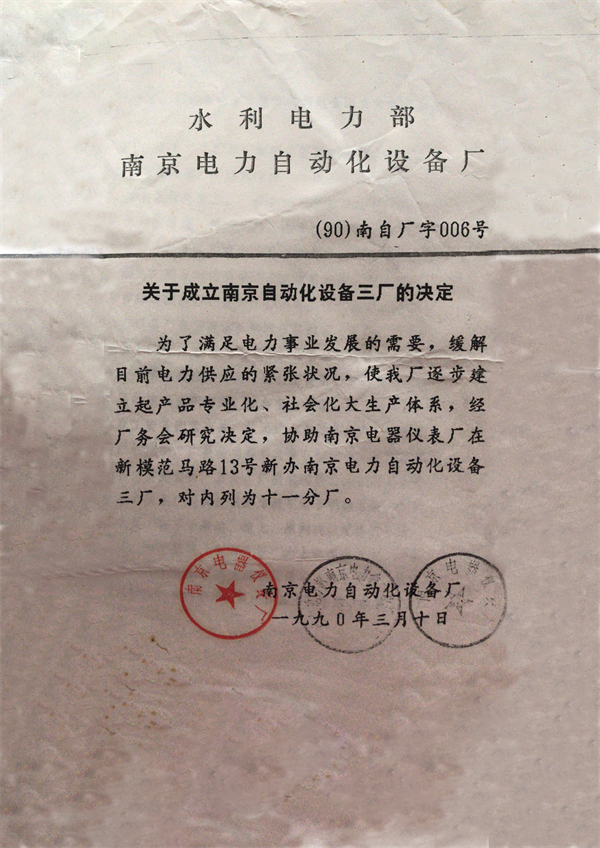 水利电力部
南京电力自动化设备厂
(90)南自厂字006号
关于成立南京自动化设备三厂的决定
为了满足电力事业发展的需要，缓解
目前电力供应的紧张状况，使我厂逐步建
立起产品专业化、社会化大生产体系，经
厂务会研究决定，协助南京电器仪表厂在
新模范马路13号新办南京电力自动化设备
三厂，对内列为十一分厂。
南京电力自动化设备厂
一九九0年三月十日
南京电器仪表厂